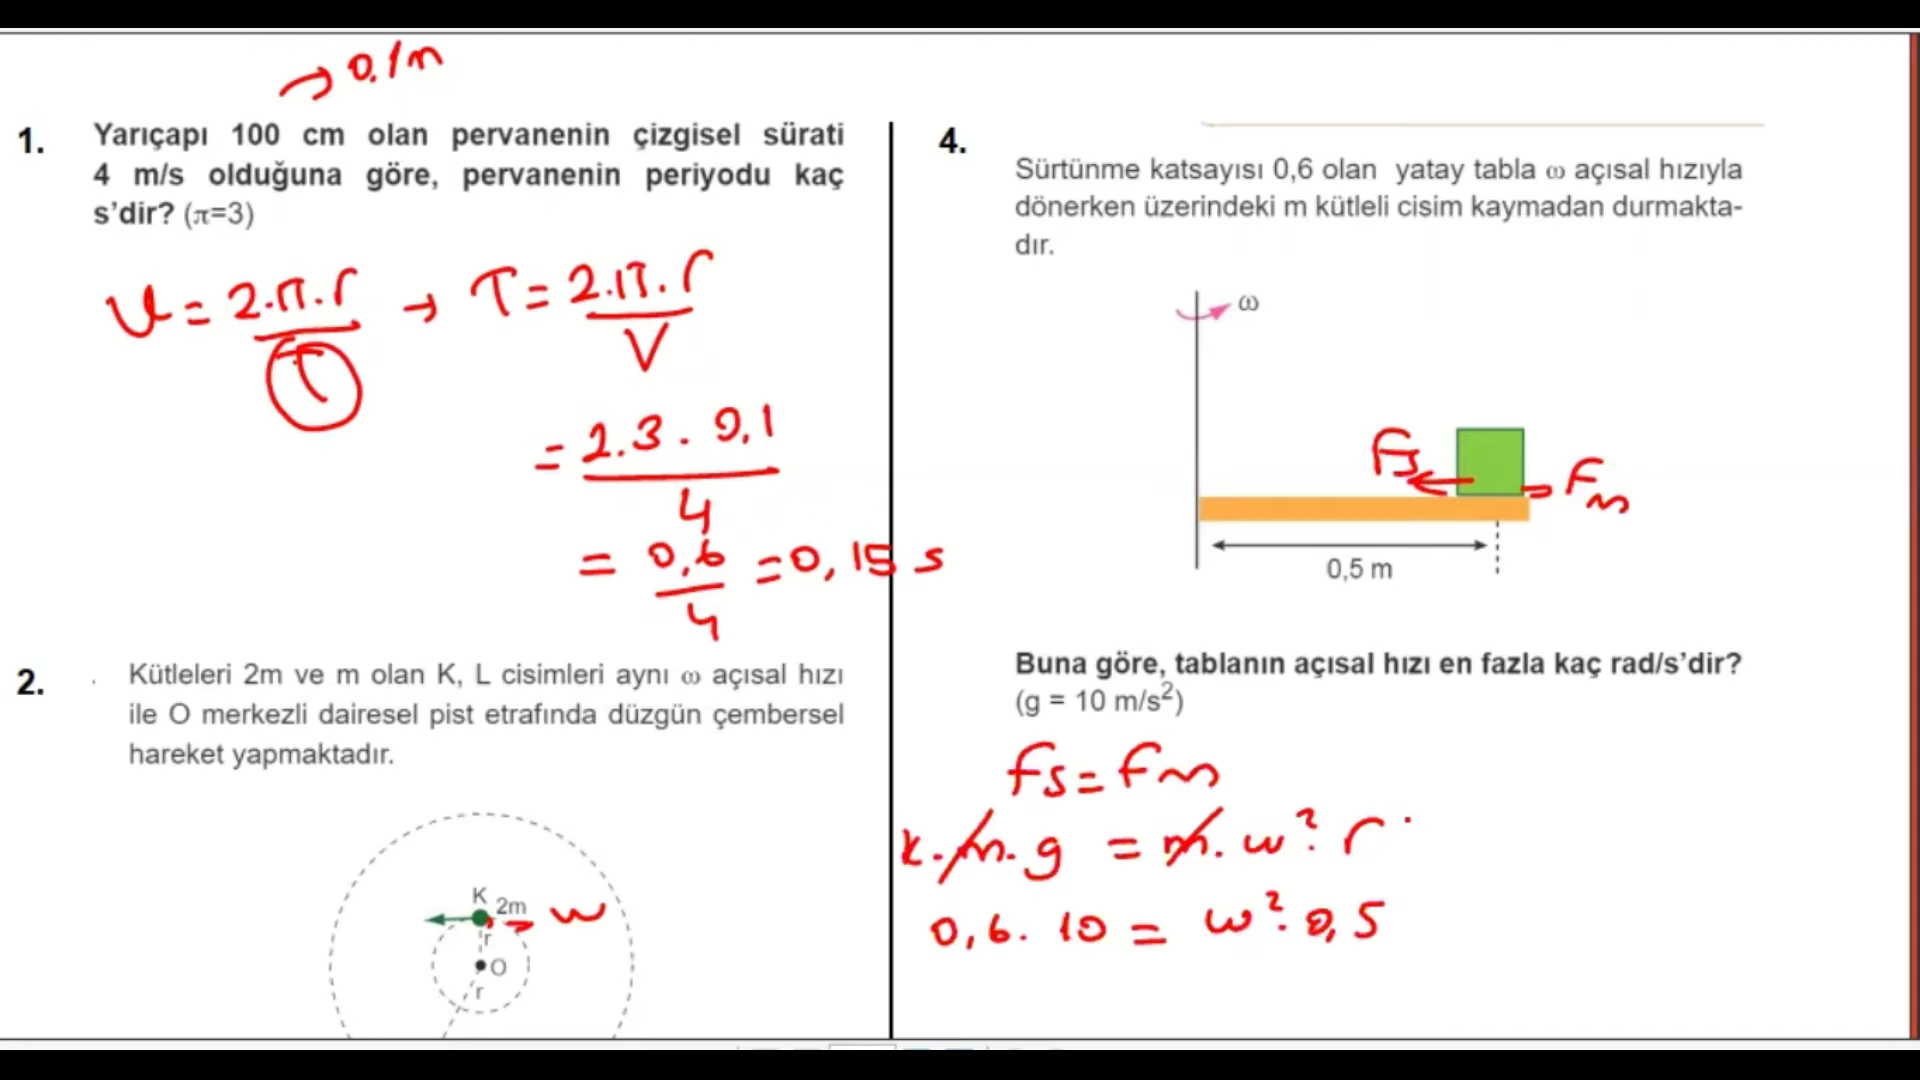 → 0.1m
1.
Yarıçapı 100 cm olan pervanenin çizgisel sürati
4 m/s olduğuna göre, pervanenin periyodu kaç
s'dir? (π=3)
V = 2.π.r / T → T = 2.π.r / V
= 2.3.0,1 / 4
= 0,6 / 4 = 0,15 s
2.
Kütleleri 2m ve m olan K, L cisimleri aynı ω açısal hızı
ile O merkezli dairesel pist etrafında düzgün çembersel
hareket yapmaktadır.
K
2m
w
r
O
r
4.
Sürtünme katsayısı 0,6 olan yatay tabla ω açısal hızıyla
dönerken üzerindeki m kütleli cisim kaymadan durmakta-
dır.
ω
Fs
Fm
0,5 m
Buna göre, tablanın açısal hızı en fazla kaç rad/s'dir?
(g = 10 m/s²)
fs = fm
k.m.g = m.w².r
0,6.10 = w².0,5